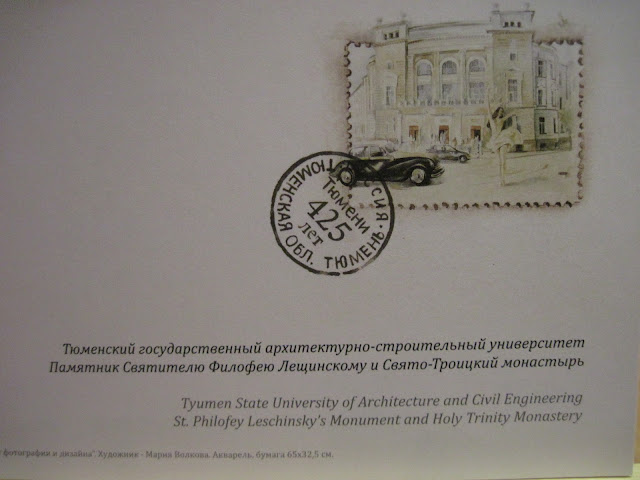 РОССИЯ · ТЮМЕНСКАЯ ОБЛ. ТЮМЕНЬ ·
Тюмени
425
лет
Тюменский государственный архитектурно-строительный университет
Памятник Святителю Филофею Лещинскому и Свято-Троицкий монастырь
Tyumen State University of Architecture and Civil Engineering
St. Philofey Leschinsky's Monument and Holy Trinity Monastery
фотографии и дизайна". Художник - Мария Волкова. Акварель, бумага 65x32,5 см.